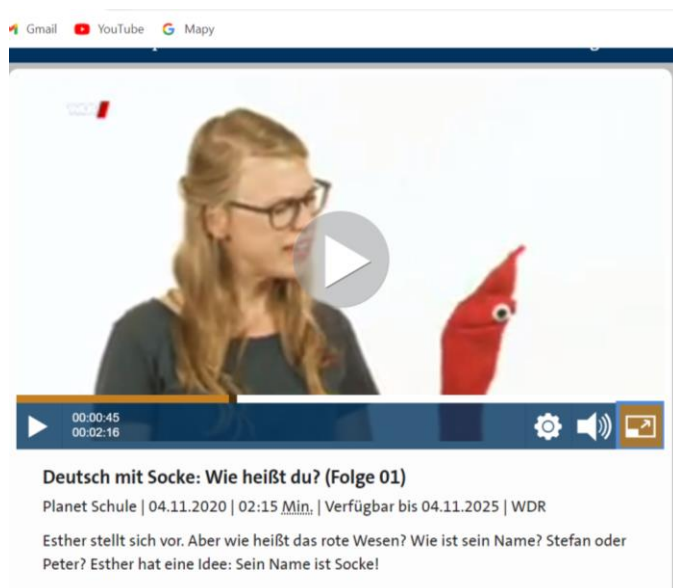 Gmail YouTube Mapy
WDR
00:00:45
00:02:16
Deutsch mit Socke: Wie heißt du? (Folge 01)
Planet Schule | 04.11.2020 | 02:15 Min. | Verfügbar bis 04.11.2025 | WDR
Esther stellt sich vor. Aber wie heißt das rote Wesen? Wie ist sein Name? Stefan oder
Peter? Esther hat eine Idee: Sein Name ist Socke!